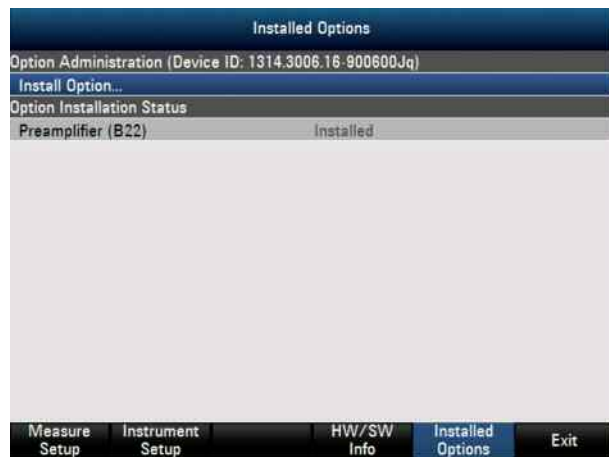 Installed Options
Option Administration (Device ID: 1314.3006.16-900600Jq)
Install Option...
Option Installation Status
Preamplifier (B22) Installed
Measure Setup
Instrument Setup
HW/SW Info
Installed Options
Exit